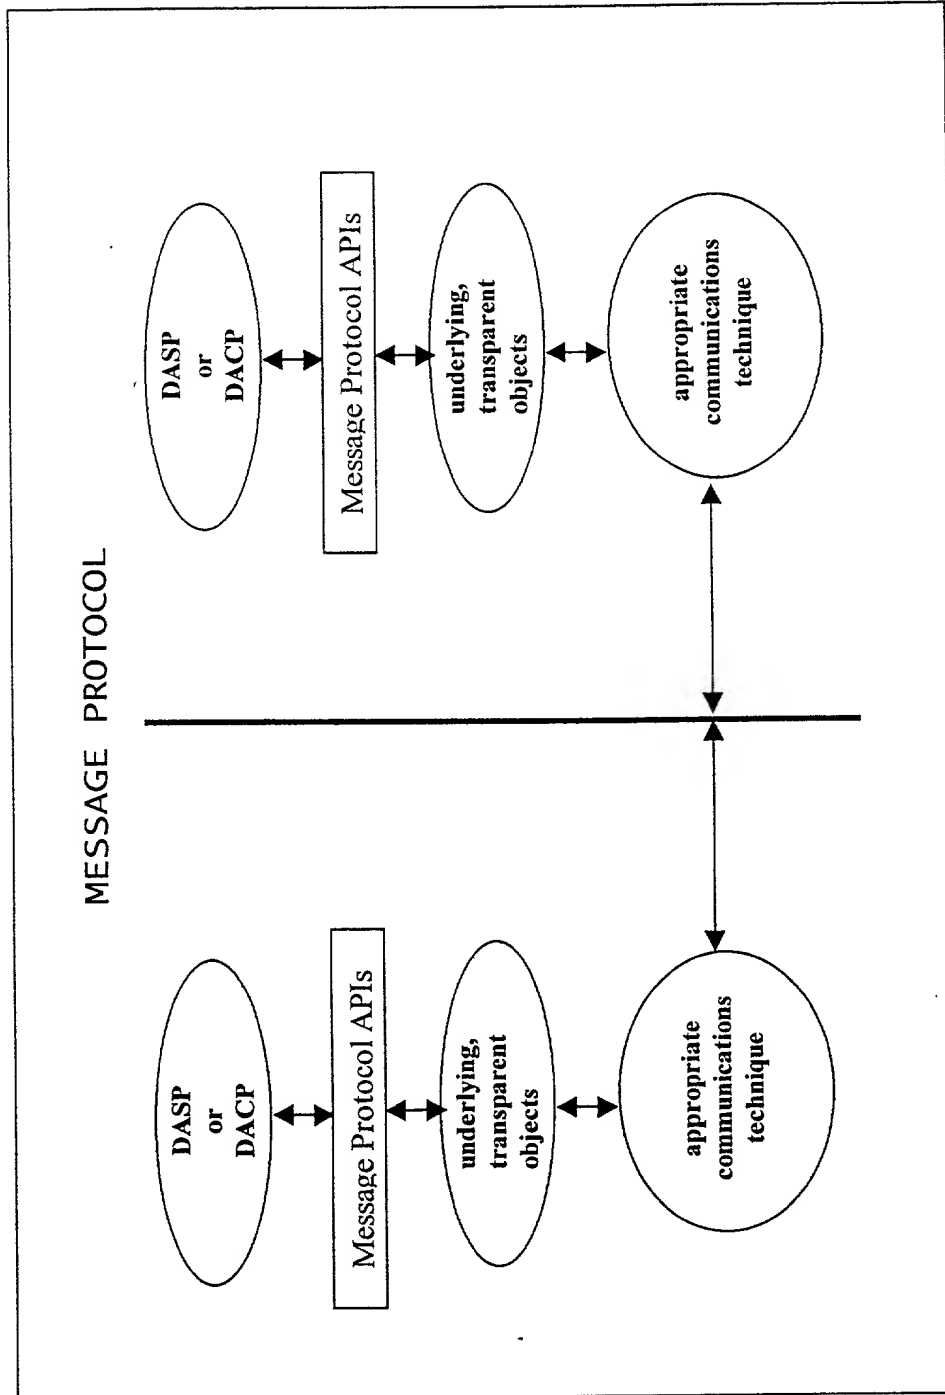 MESSAGE PROTOCOL
DASP
or
DACP
Message Protocol APIs
underlying,
transparent
objects
appropriate
communications
technique
DASP
or
DACP
Message Protocol APIs
underlying,
transparent
objects
appropriate
communications
technique